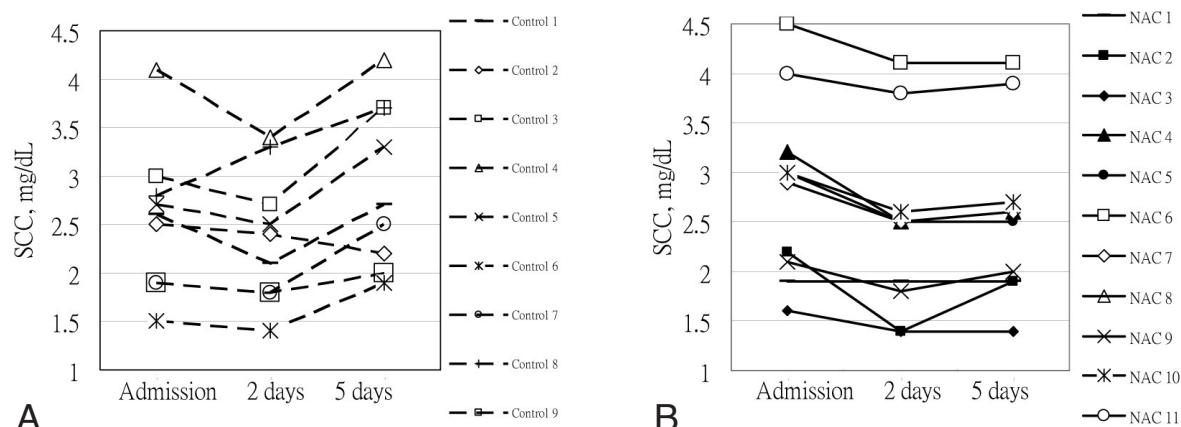 SCC, mg/dL
4.5
4
3.5
3
2.5
2
1.5
1
Admission 2 days 5 days
A
Control 1
Control 2
Control 3
Control 4
Control 5
Control 6
Control 7
Control 8
Control 9
SCC, mg/dL
4.5
4
3.5
3
2.5
2
1.5
1
Admission 2 days 5 days
B
NAC 1
NAC 2
NAC 3
NAC 4
NAC 5
NAC 6
NAC 7
NAC 8
NAC 9
NAC 10
NAC 11